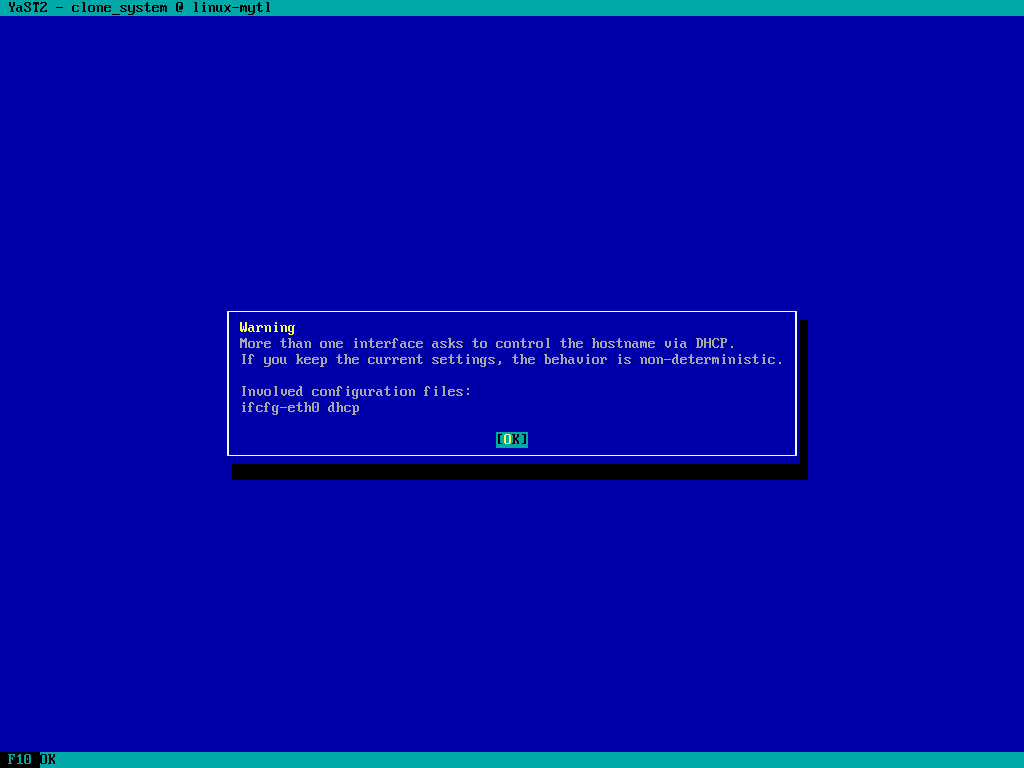 YaST2 - clone_system @ linux-mytl
Warning
More than one interface asks to control the hostname via DHCP.
If you keep the current settings, the behavior is non-deterministic.
Involved configuration files:
ifcfg-eth0 dhcp
[OK]
F10 OK